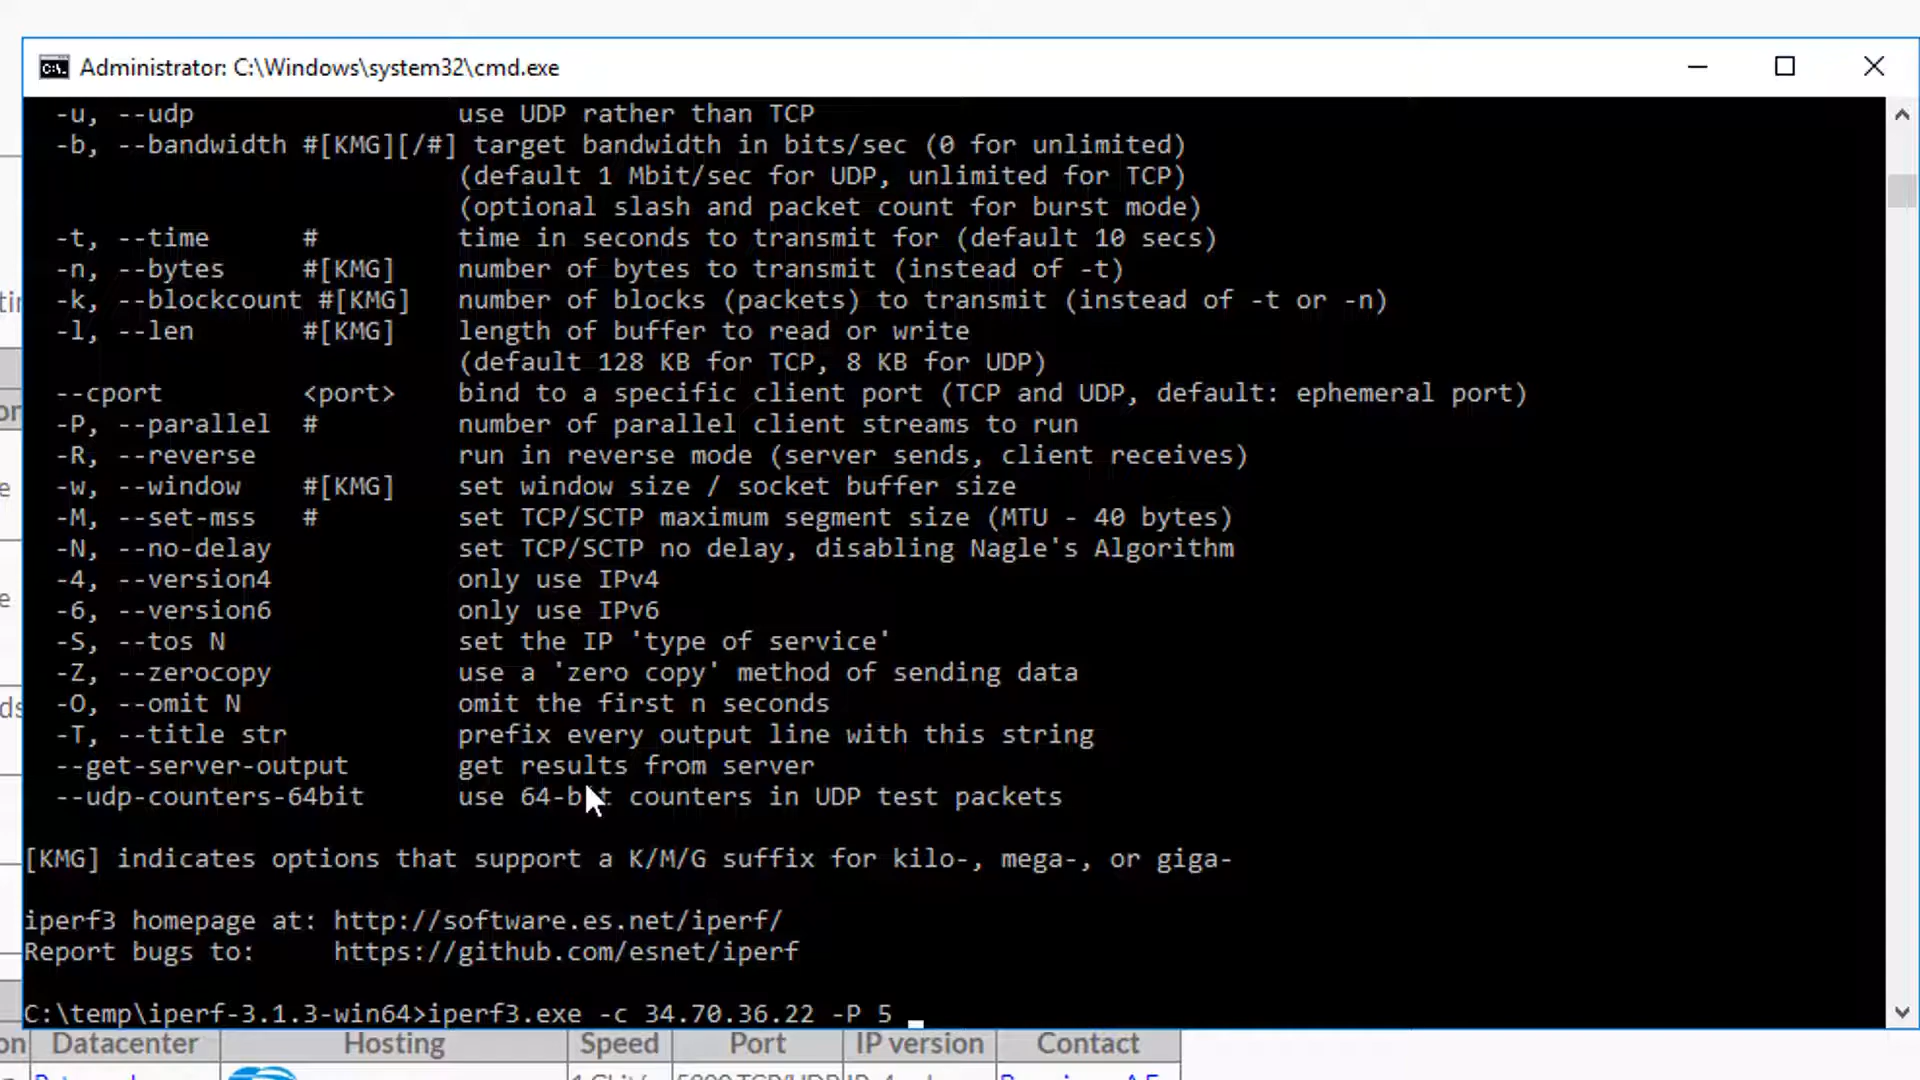 Administrator: C:\Windows\system32\cmd.exe
-u, --udp use UDP rather than TCP
-b, --bandwidth #[KMG][/#] target bandwidth in bits/sec (0 for unlimited)
(default 1 Mbit/sec for UDP, unlimited for TCP)
(optional slash and packet count for burst mode)
-t, --time # time in seconds to transmit for (default 10 secs)
-n, --bytes #[KMG] number of bytes to transmit (instead of -t)
-k, --blockcount #[KMG] number of blocks (packets) to transmit (instead of -t or -n)
-l, --len #[KMG] length of buffer to read or write
(default 128 KB for TCP, 8 KB for UDP)
--cport <port> bind to a specific client port (TCP and UDP, default: ephemeral port)
-P, --parallel # number of parallel client streams to run
-R, --reverse run in reverse mode (server sends, client receives)
-w, --window #[KMG] set window size / socket buffer size
-M, --set-mss # set TCP/SCTP maximum segment size (MTU - 40 bytes)
-N, --no-delay set TCP/SCTP no delay, disabling Nagle's Algorithm
-4, --version4 only use IPv4
-6, --version6 only use IPv6
-S, --tos N set the IP 'type of service'
-Z, --zerocopy use a 'zero copy' method of sending data
-O, --omit N omit the first n seconds
-T, --title str prefix every output line with this string
--get-server-output get results from server
--udp-counters-64bit use 64-bit counters in UDP test packets
[KMG] indicates options that support a K/M/G suffix for kilo-, mega-, or giga-
iperf3 homepage at: http://software.es.net/iperf/
Report bugs to: https://github.com/esnet/iperf
C:\temp\iperf-3.1.3-win64>iperf3.exe -c 34.70.36.22 -P 5
Datacenter Hosting Speed Port IP version Contact